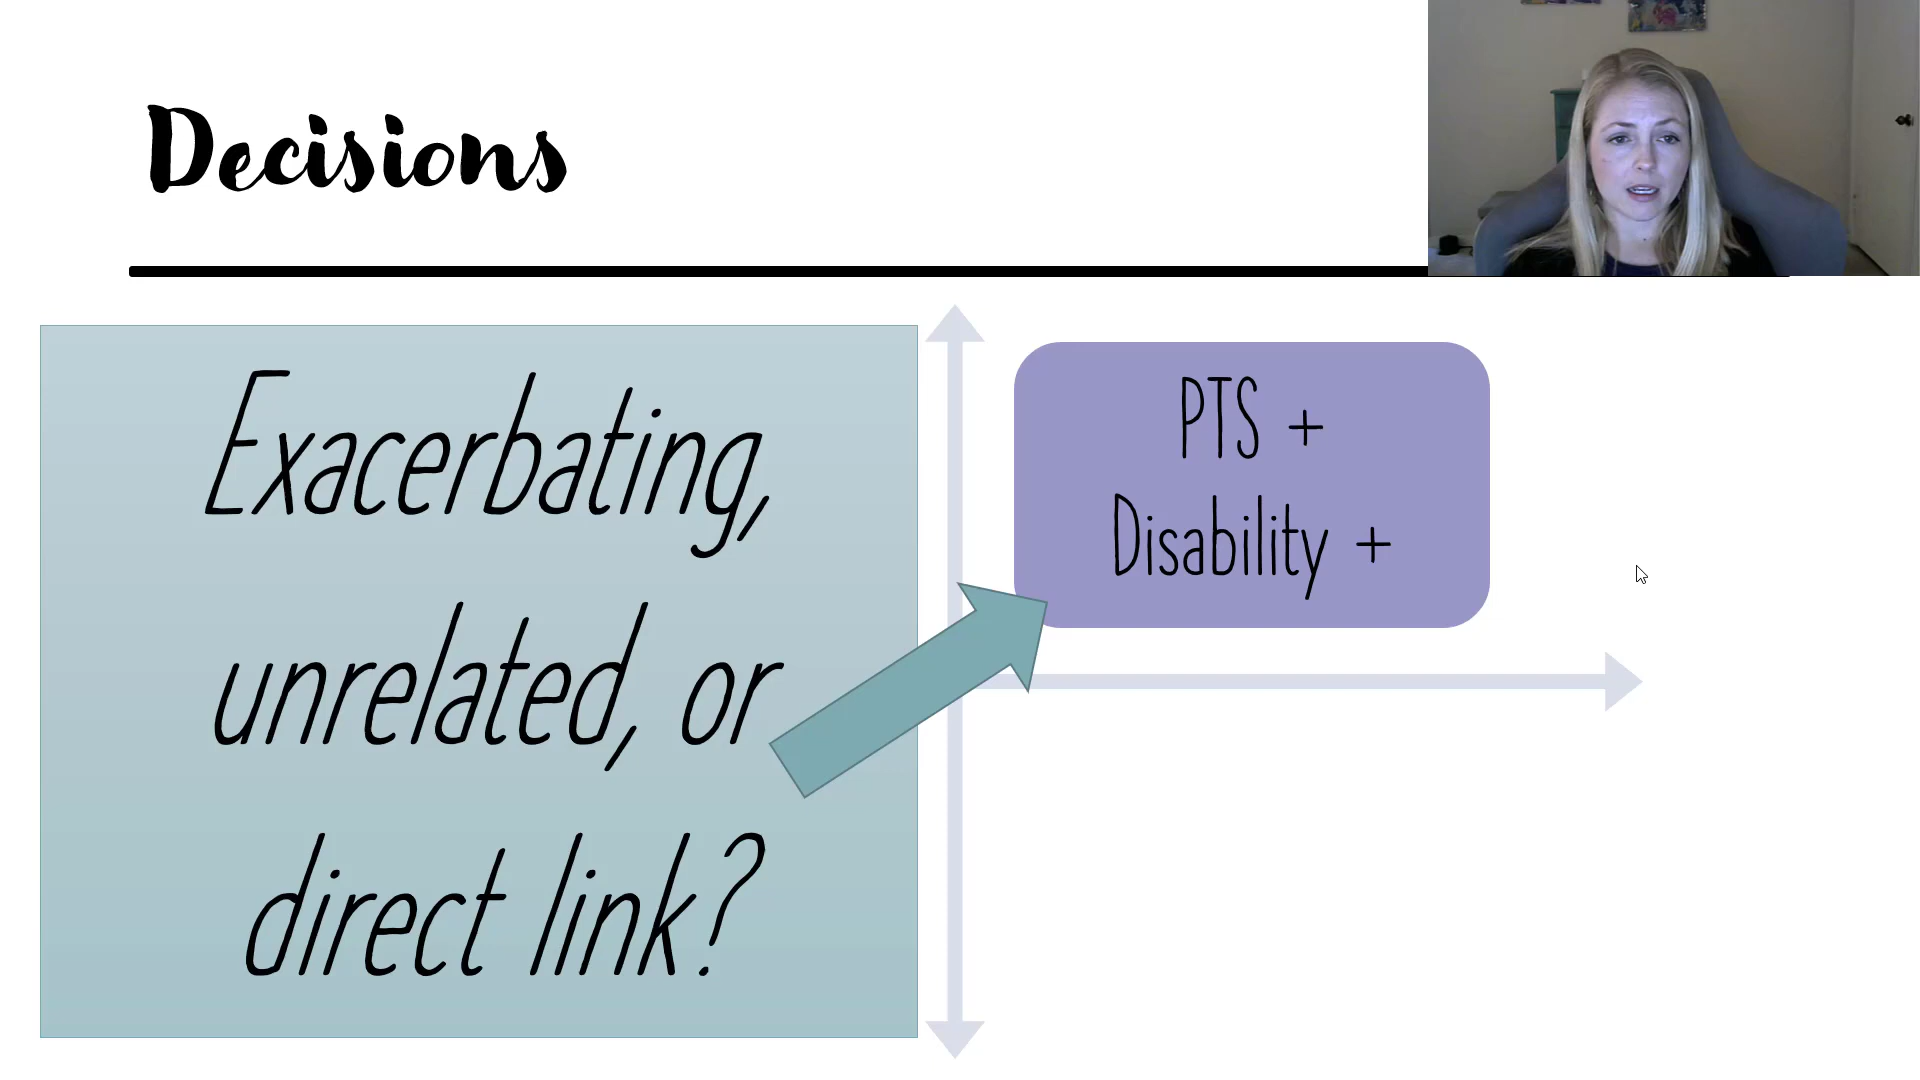 Decisions
Exacerbating,
unrelated, or
direct link?
PTS +
Disability +